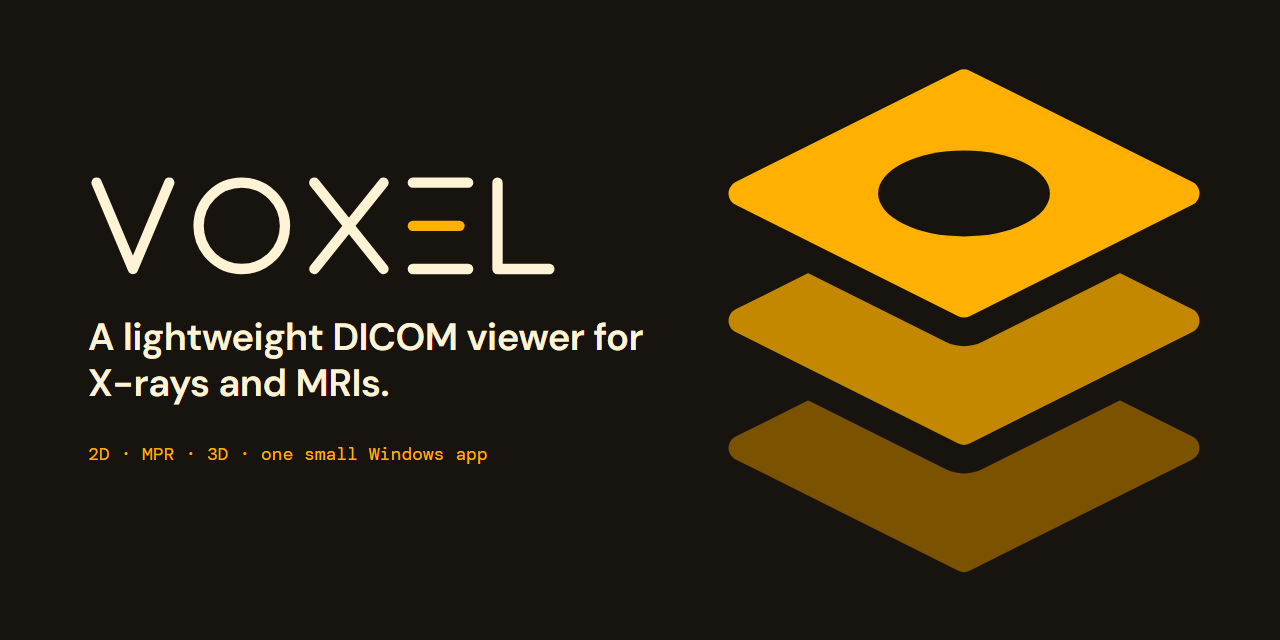 VOXEL
A lightweight DICOM viewer for
X-rays and MRIs.
2D · MPR · 3D · one small Windows app